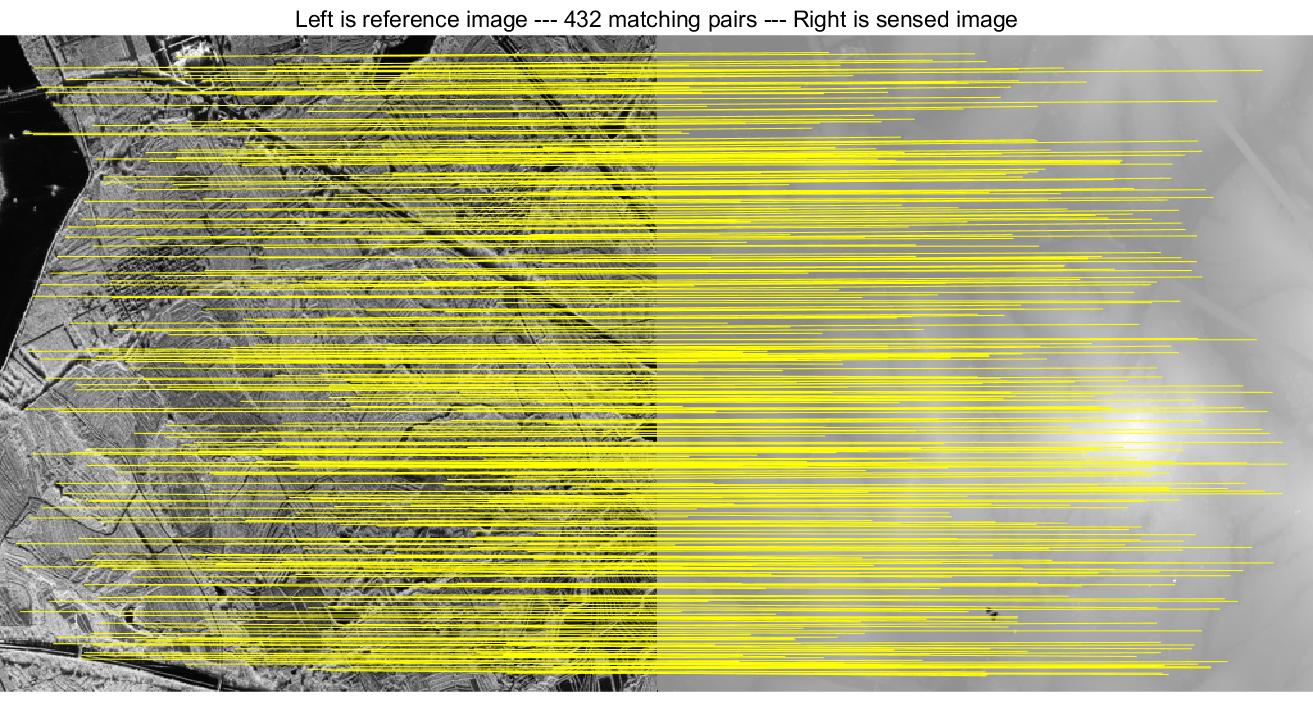 Left is reference image --- 432 matching pairs --- Right is sensed image